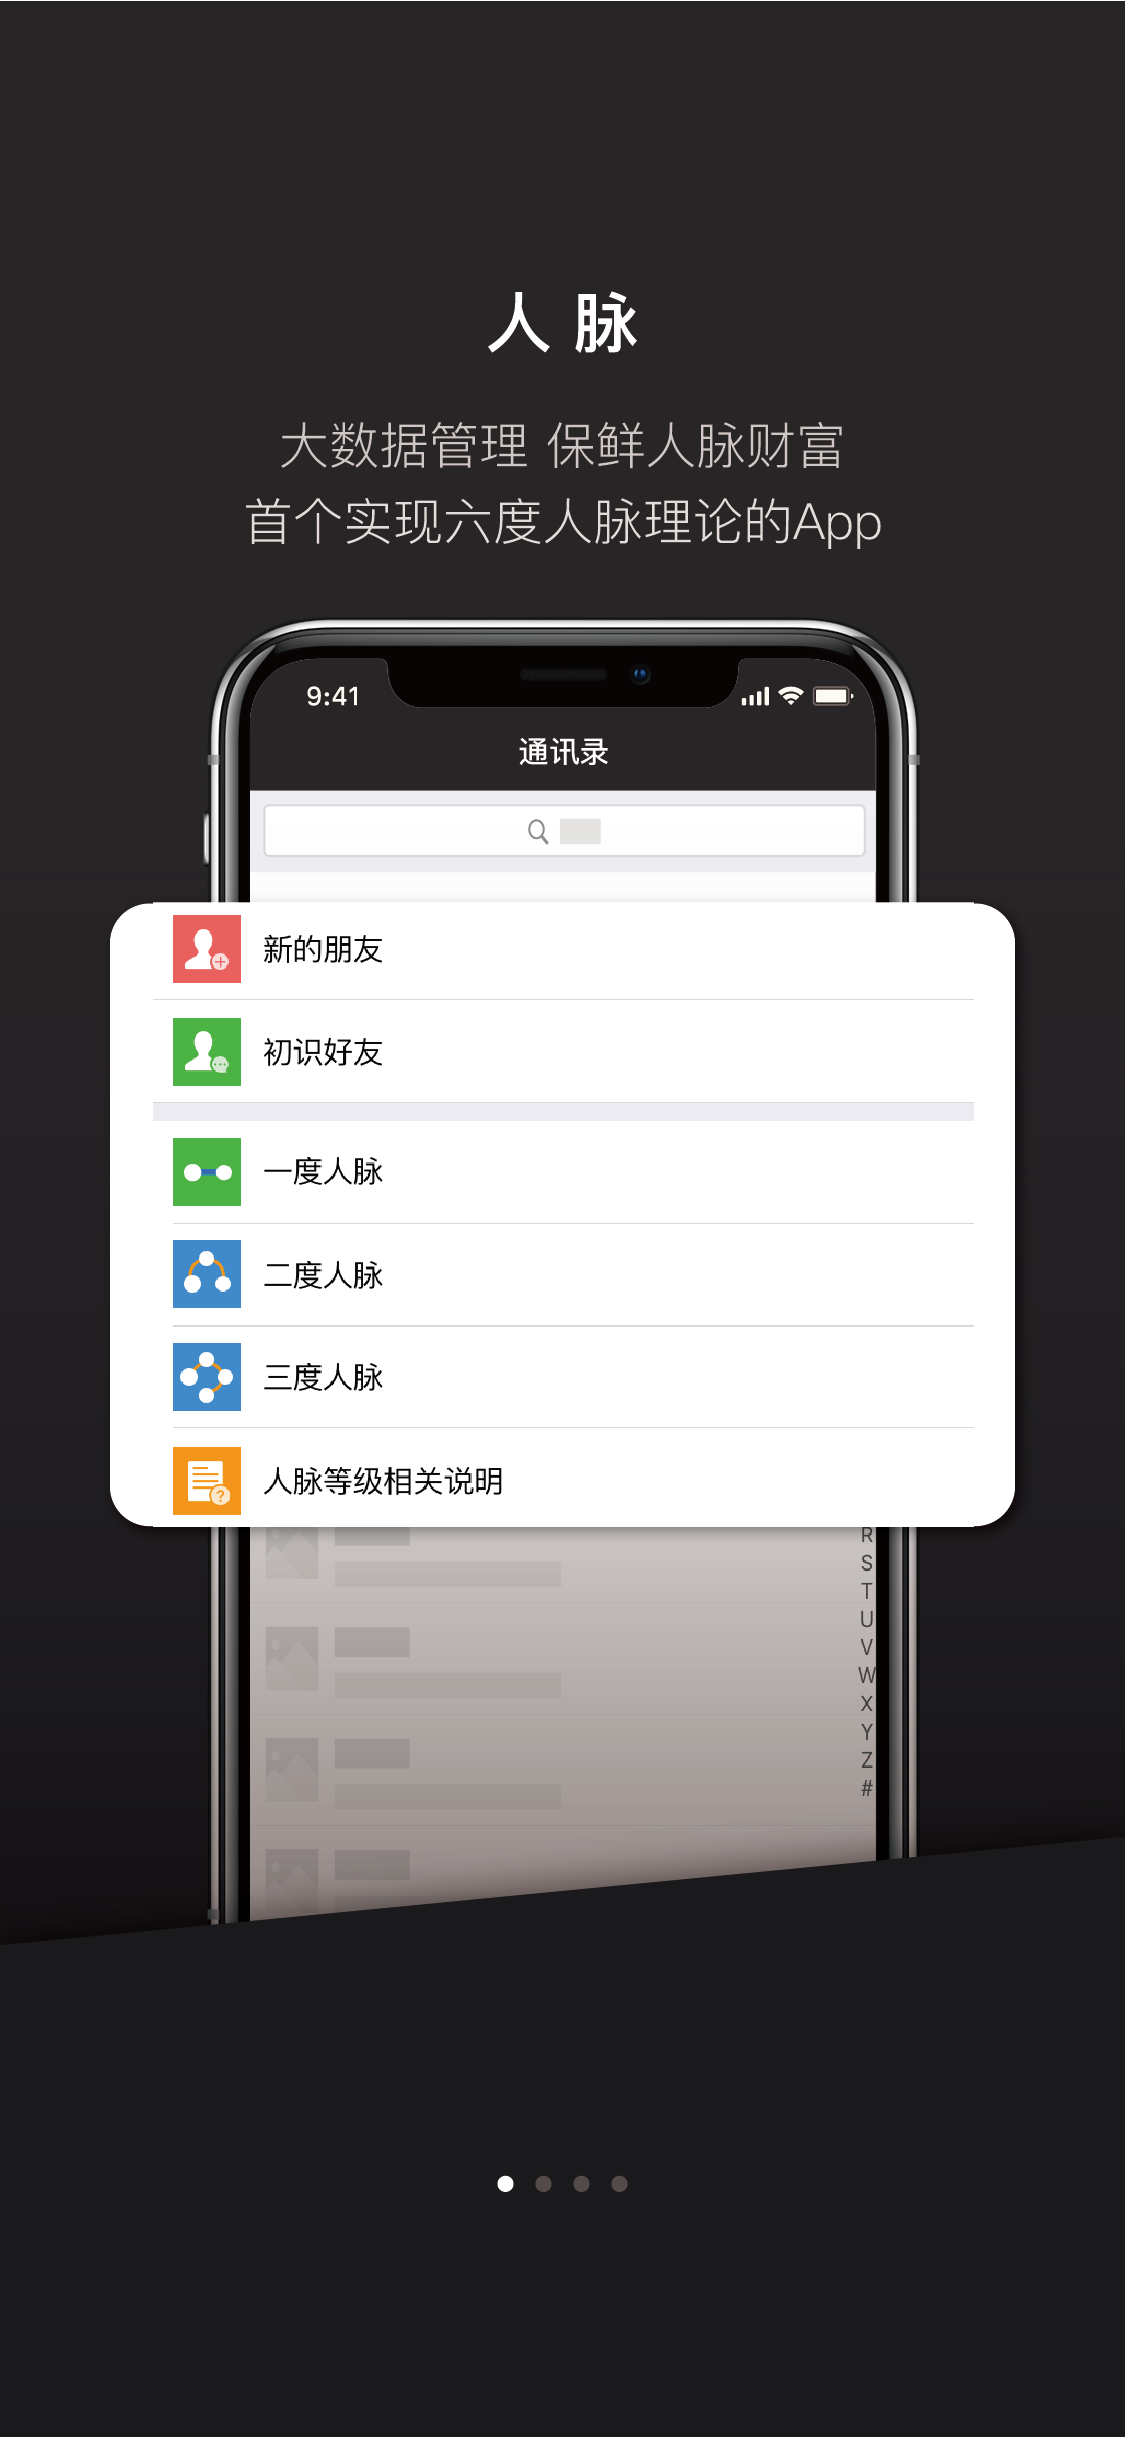 人 脉
大数据管理 保鲜人脉财富
首个实现六度人脉理论的App
9:41
通讯录
新的朋友
初识好友
一度人脉
二度人脉
三度人脉
人脉等级相关说明
R
S
T
U
V
W
X
Y
Z
#